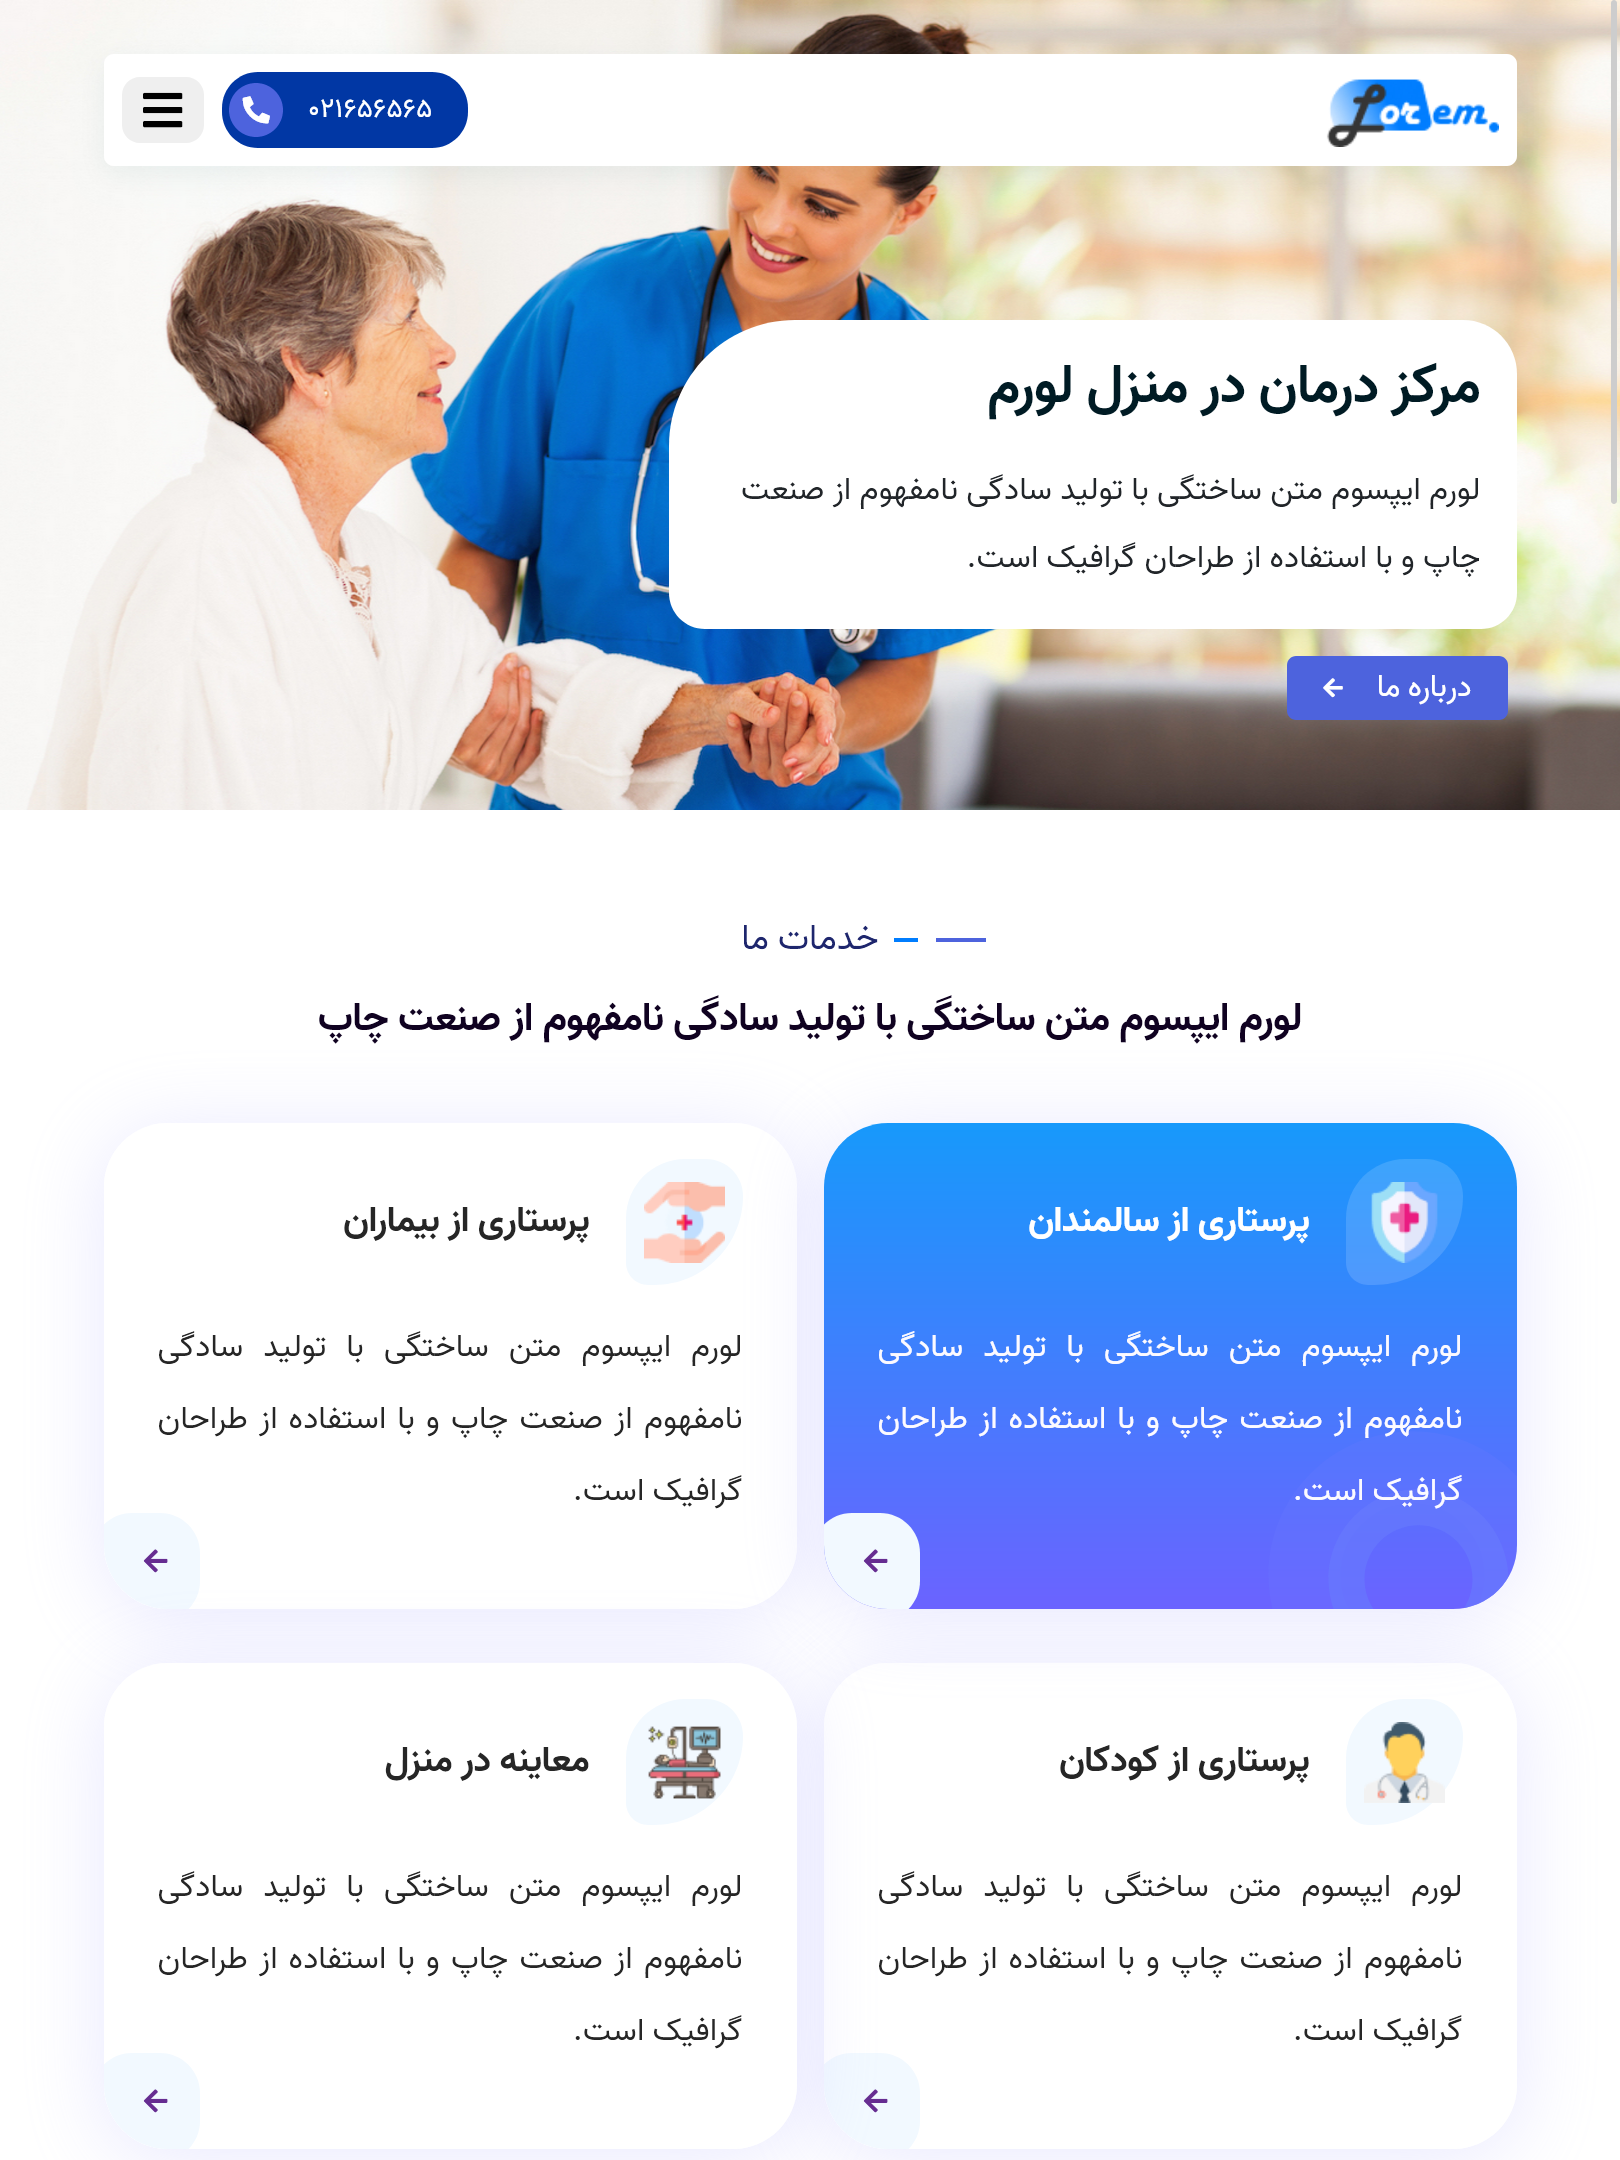 Lorem.
۰۲۱۶۵۶۵۶۵
مرکز درمان در منزل لورم
لورم ایپسوم متن ساختگی با تولید سادگی نامفهوم از صنعت
چاپ و با استفاده از طراحان گرافیک است.
درباره ما
خدمات ما
لورم ایپسوم متن ساختگی با تولید سادگی نامفهوم از صنعت چاپ
پرستاری از سالمندان
لورم ایپسوم متن ساختگی با تولید سادگی
نامفهوم از صنعت چاپ و با استفاده از طراحان
گرافیک است.
پرستاری از بیماران
لورم ایپسوم متن ساختگی با تولید سادگی
نامفهوم از صنعت چاپ و با استفاده از طراحان
گرافیک است.
پرستاری از کودکان
لورم ایپسوم متن ساختگی با تولید سادگی
نامفهوم از صنعت چاپ و با استفاده از طراحان
گرافیک است.
معاینه در منزل
لورم ایپسوم متن ساختگی با تولید سادگی
نامفهوم از صنعت چاپ و با استفاده از طراحان
گرافیک است.